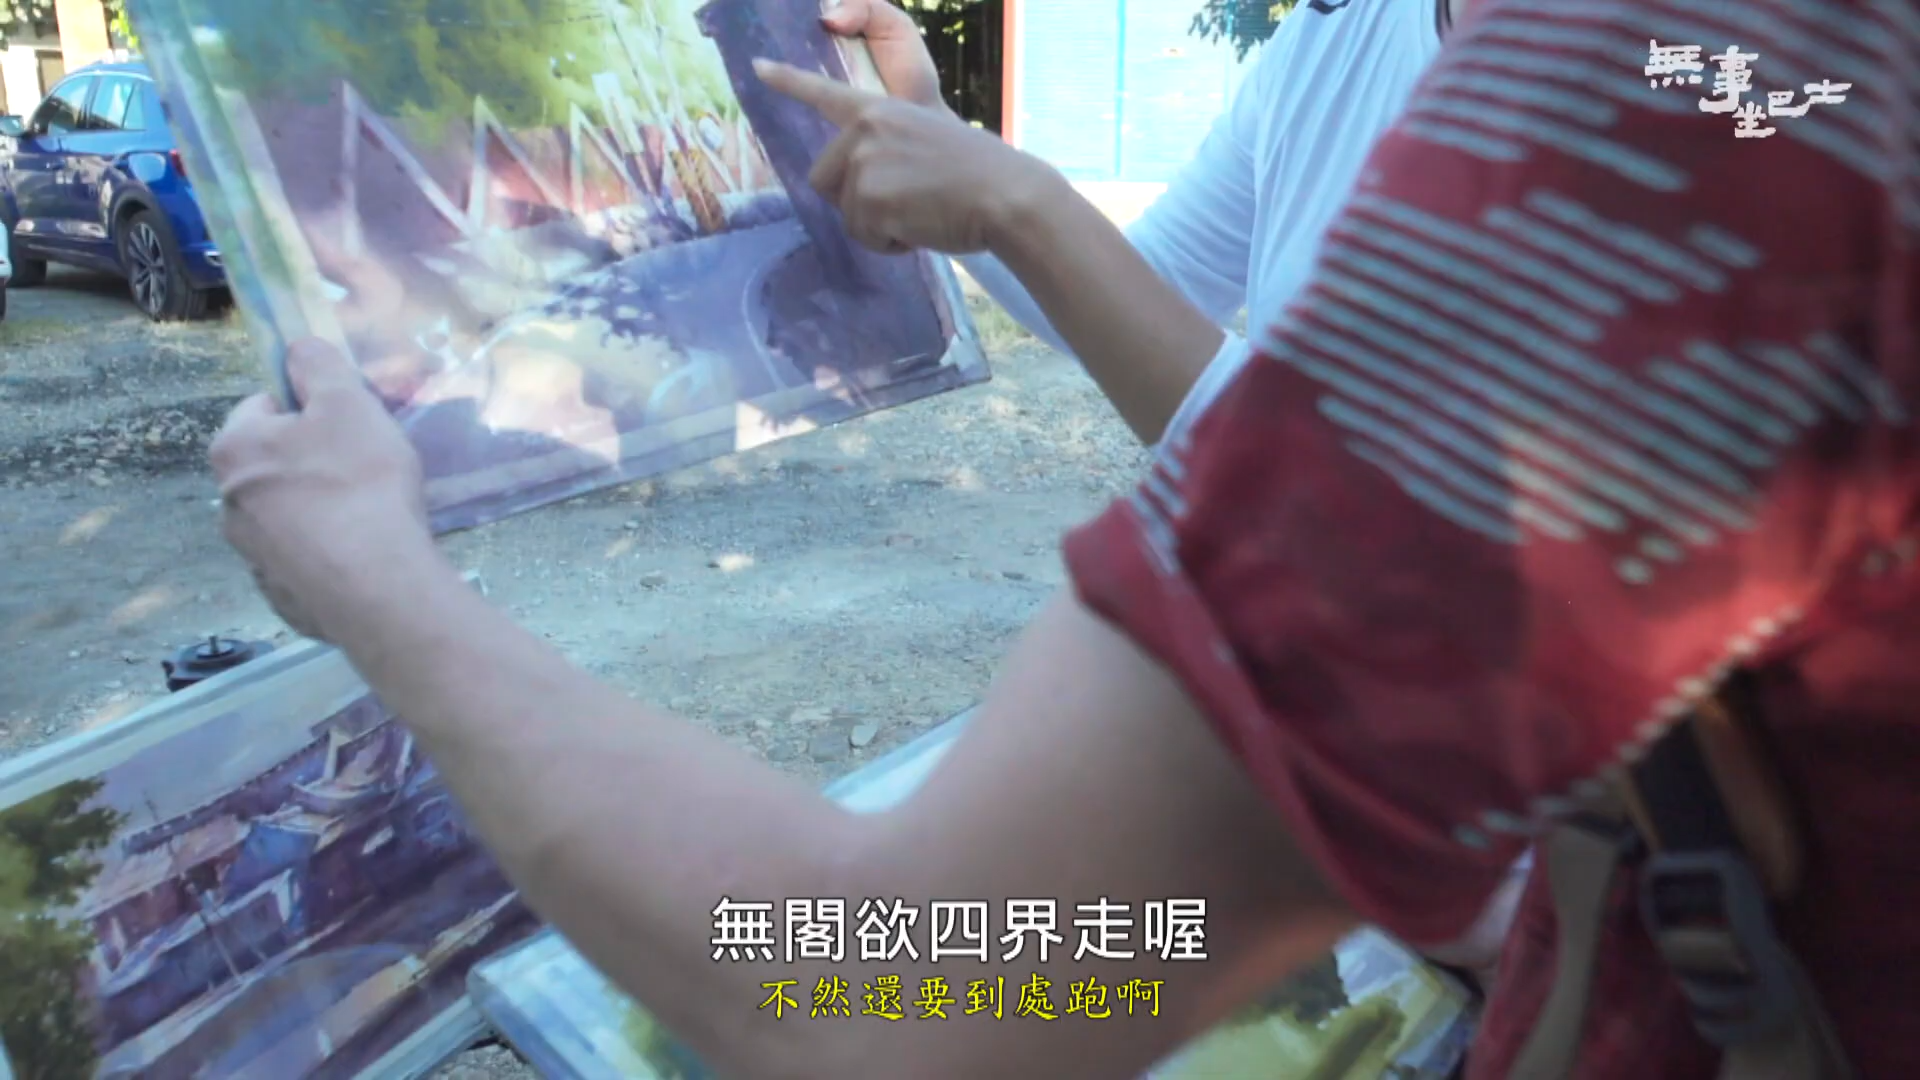 無事坐巴士
無閣欲四界走喔
不然還要到處跑啊